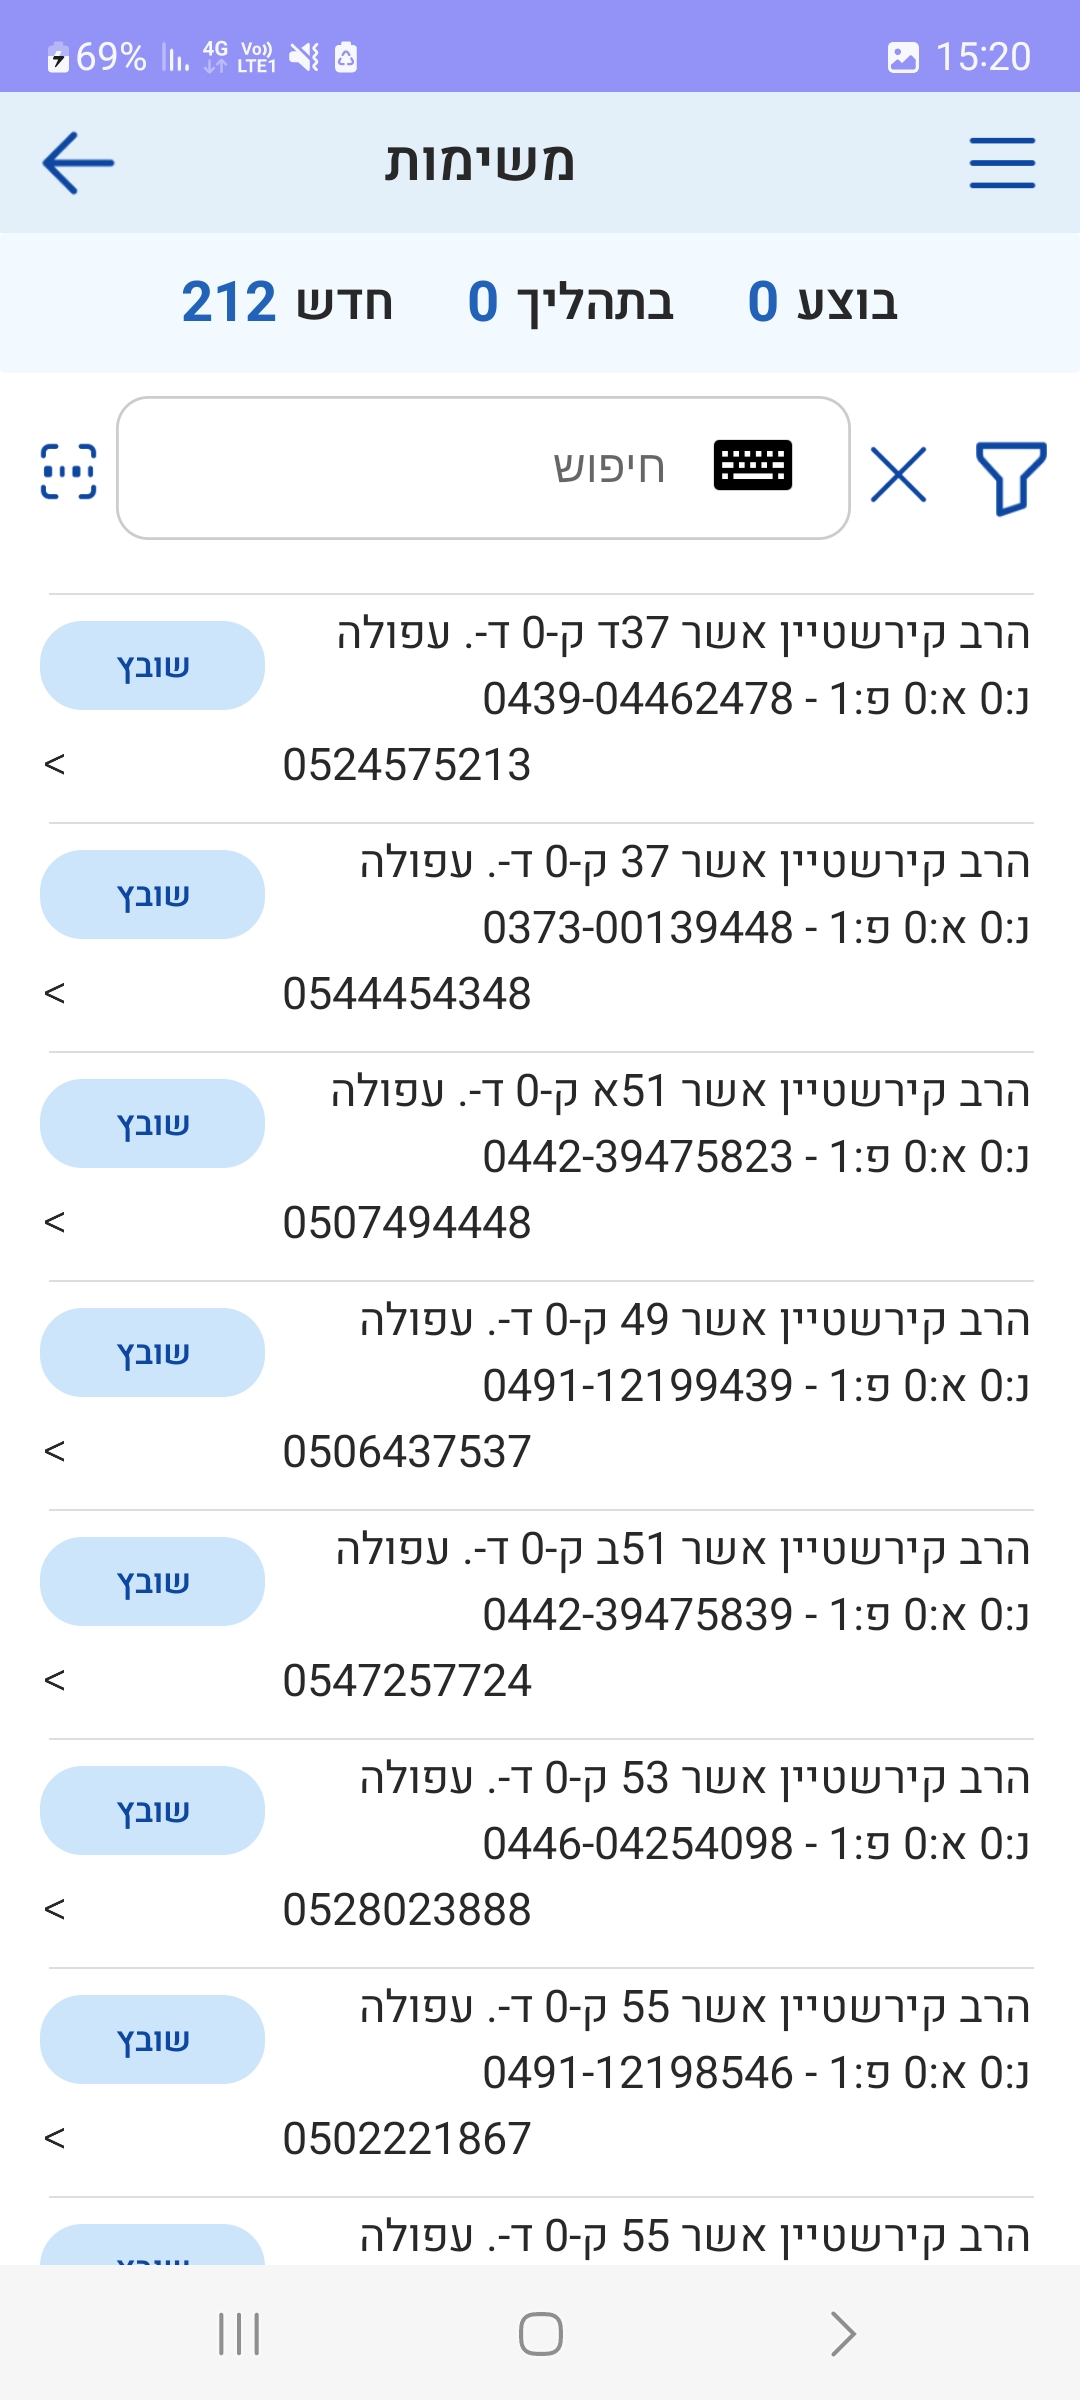 69% 4G Vo)) LTE1 15:20
משימות
בוצע 0 בתהליך 0 חדש 212
חיפוש
הרב קירשטיין אשר 37ד ק-0 ד-. עפולה
שובץ
נ:0 א:0 פ:1 - 0439-04462478
0524575213
<
הרב קירשטיין אשר 37 ק-0 ד-. עפולה
שובץ
נ:0 א:0 פ:1 - 0373-00139448
0544454348
<
הרב קירשטיין אשר 51א ק-0 ד-. עפולה
שובץ
נ:0 א:0 פ:1 - 0442-39475823
0507494448
<
הרב קירשטיין אשר 49 ק-0 ד-. עפולה
שובץ
נ:0 א:0 פ:1 - 0491-12199439
0506437537
<
הרב קירשטיין אשר 51ב ק-0 ד-. עפולה
שובץ
נ:0 א:0 פ:1 - 0442-39475839
0547257724
<
הרב קירשטיין אשר 53 ק-0 ד-. עפולה
שובץ
נ:0 א:0 פ:1 - 0446-04254098
0528023888
<
הרב קירשטיין אשר 55 ק-0 ד-. עפולה
שובץ
נ:0 א:0 פ:1 - 0491-12198546
0502221867
<
הרב קירשטיין אשר 55 ק-0 ד-. עפולה